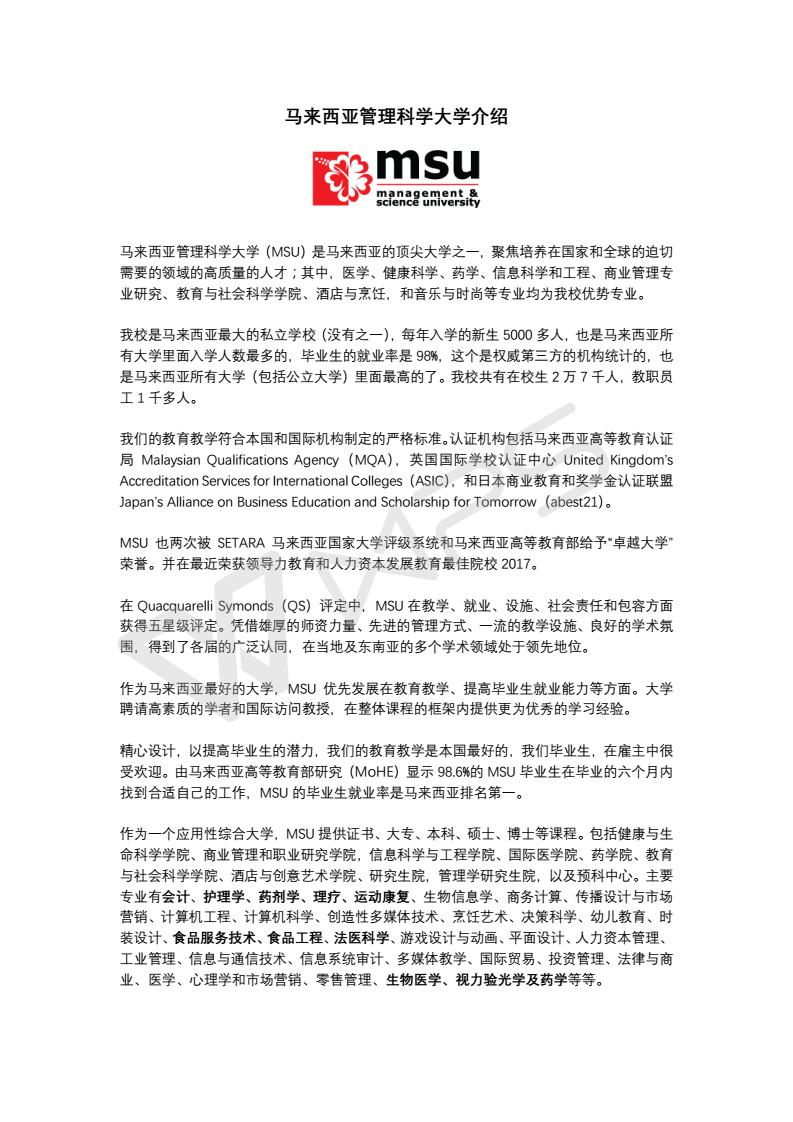 马来西亚管理科学大学介绍
msu
management &
science university
马来西亚管理科学大学（MSU）是马来西亚的顶尖大学之一，聚焦培养在国家和全球的迫切
需要的领域的高质量的人才；其中，医学、健康科学、药学、信息科学和工程、商业管理专
业研究、教育与社会科学学院、酒店与烹饪，和音乐与时尚等专业均为我校优势专业。
我校是马来西亚最大的私立学校（没有之一），每年入学的新生 5000 多人，也是马来西亚所
有大学里面入学人数最多的，毕业生的就业率是 98%，这个是权威第三方的机构统计的，也
是马来西亚所有大学（包括公立大学）里面最高的了。我校共有在校生 2 万 7 千人，教职员
工 1 千多人。
我们的教育教学符合本国和国际机构制定的严格标准。认证机构包括马来西亚高等教育认证
局 Malaysian Qualifications Agency（MQA），英国国际学校认证中心 United Kingdom’s
Accreditation Services for International Colleges（ASIC），和日本商业教育和奖学金认证联盟
Japan’s Alliance on Business Education and Scholarship for Tomorrow（abest21）。
MSU 也两次被 SETARA 马来西亚国家大学评级系统和马来西亚高等教育部给予“卓越大学”
荣誉。并在最近荣获领导力教育和人力资本发展教育最佳院校 2017。
在 Quacquarelli Symonds（QS）评定中，MSU 在教学、就业、设施、社会责任和包容方面
获得五星级评定。凭借雄厚的师资力量、先进的管理方式、一流的教学设施、良好的学术氛
围，得到了各届的广泛认同，在当地及东南亚的多个学术领域处于领先地位。
作为马来西亚最好的大学，MSU 优先发展在教育教学、提高毕业生就业能力等方面。大学
聘请高素质的学者和国际访问教授，在整体课程的框架内提供更为优秀的学习经验。
精心设计，以提高毕业生的潜力，我们的教育教学是本国最好的，我们毕业生，在雇主中很
受欢迎。由马来西亚高等教育部研究（MoHE）显示 98.6%的 MSU 毕业生在毕业的六个月内
找到合适自己的工作，MSU 的毕业生就业率是马来西亚排名第一。
作为一个应用性综合大学，MSU 提供证书、大专、本科、硕士、博士等课程。包括健康与生
命科学学院、商业管理和职业研究学院，信息科学与工程学院、国际医学院、药学院、教育
与社会科学学院、酒店与创意艺术学院、研究生院，管理学研究生院，以及预科中心。主要
专业有会计、护理学、药剂学、理疗、运动康复、生物信息学、商务计算、传播设计与市场
营销、计算机工程、计算机科学、创造性多媒体技术、烹饪艺术、决策科学、幼儿教育、时
装设计、食品服务技术、食品工程、法医科学、游戏设计与动画、平面设计、人力资本管理、
工业管理、信息与通信技术、信息系统审计、多媒体教学、国际贸易、投资管理、法律与商
业、医学、心理学和市场营销、零售管理、生物医学、视力验光学及药学等等。
WPS